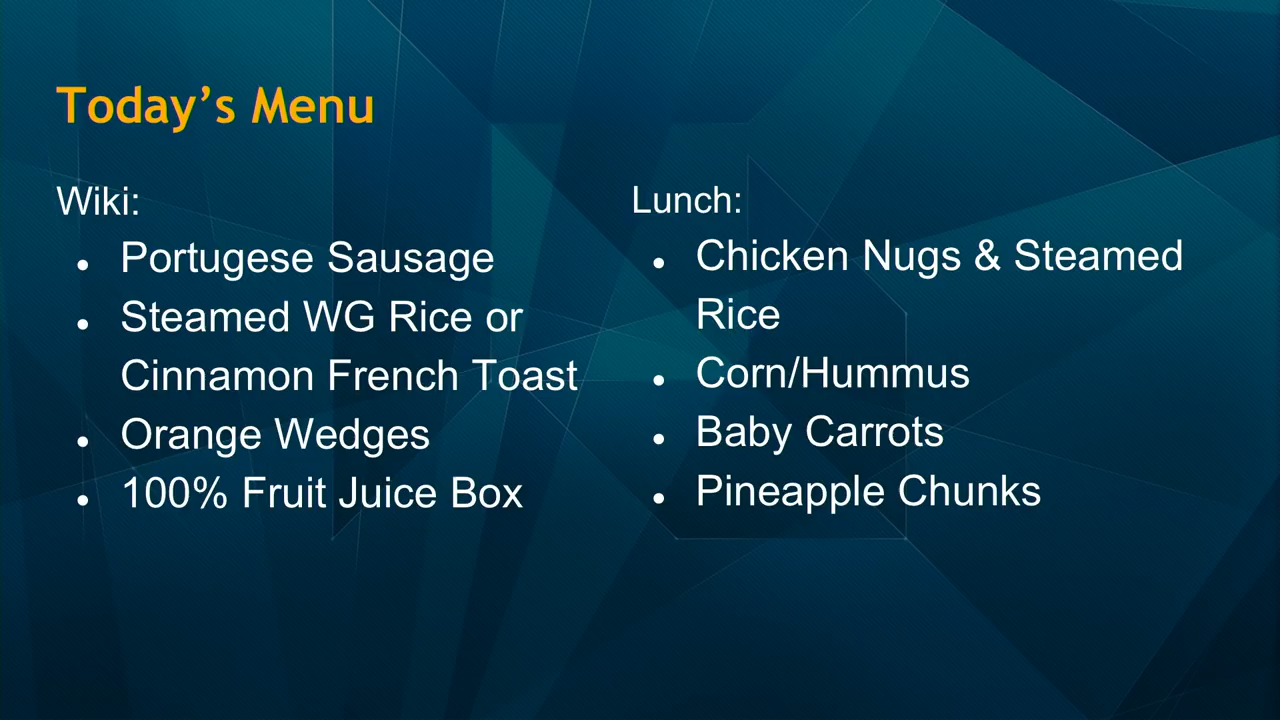 Today’s Menu
Wiki:
Portugese Sausage
Steamed WG Rice or
Cinnamon French Toast
Orange Wedges
100% Fruit Juice Box
Lunch:
Chicken Nugs & Steamed
Rice
Corn/Hummus
Baby Carrots
Pineapple Chunks